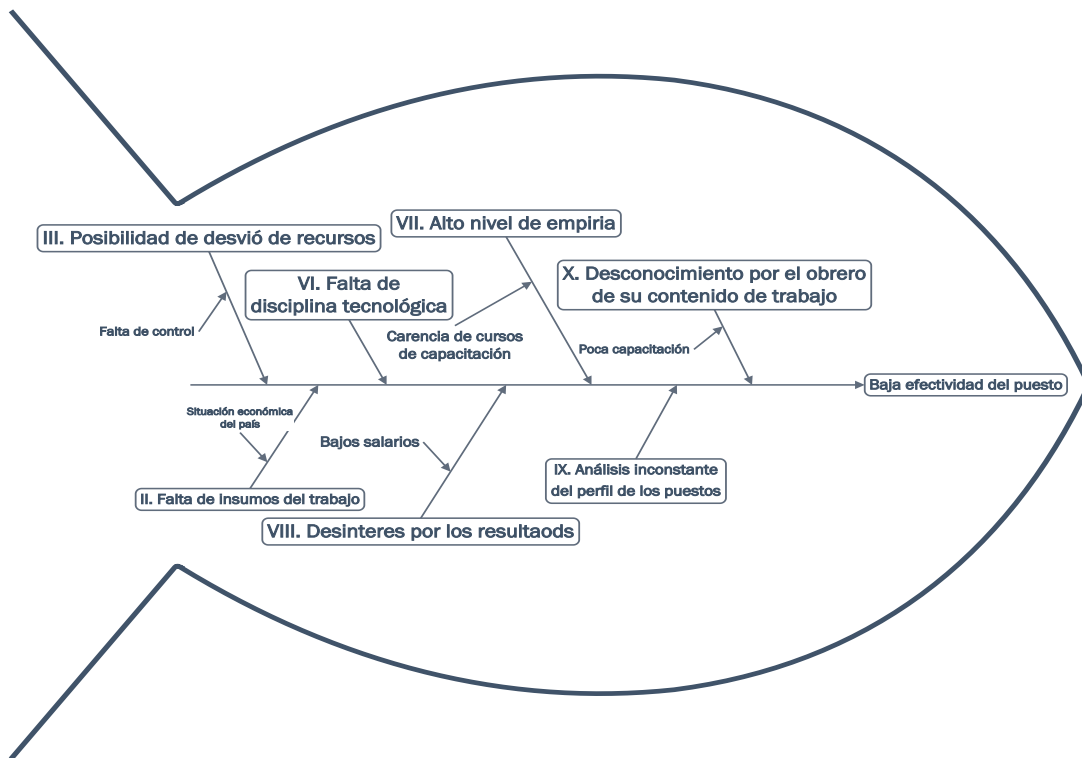 III. Posibilidad de desvió de recursos
VII. Alto nivel de empiria
VI. Falta de
disciplina tecnológica
X. Desconocimiento por el obrero
de su contenido de trabajo
Falta de control
Carencia de cursos
de capacitación
Poca capacitación
Baja efectividad del puesto
Situación económica
del país
Bajos salarios
IX. Análisis inconstante
del perfil de los puestos
II. Falta de insumos del trabajo
VIII. Desinteres por los resultaods